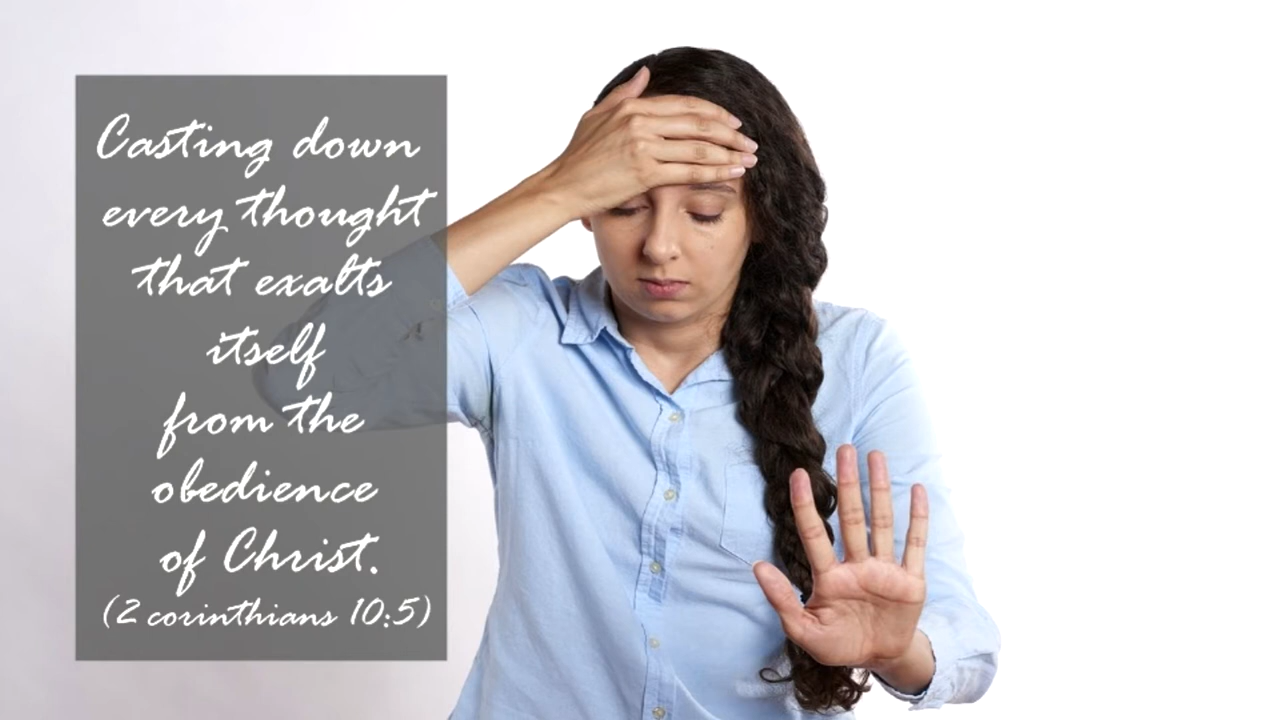 Casting down
every thought
that exalts
itself
from the
obedience
of Christ.
(2 corinthians 10:5)